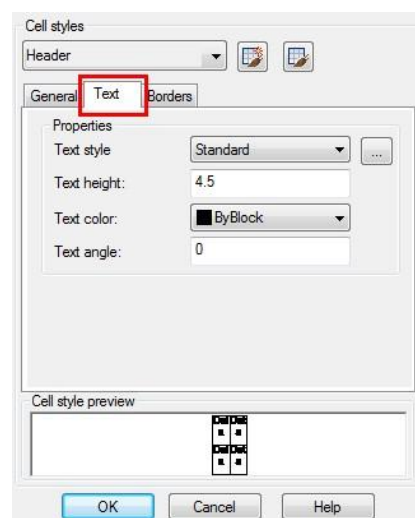 Cell styles
Header
General Text Borders
Properties
Text style Standard ...
Text height: 4.5
Text color: ByBlock
Text angle: 0
Cell style preview
OK Cancel Help